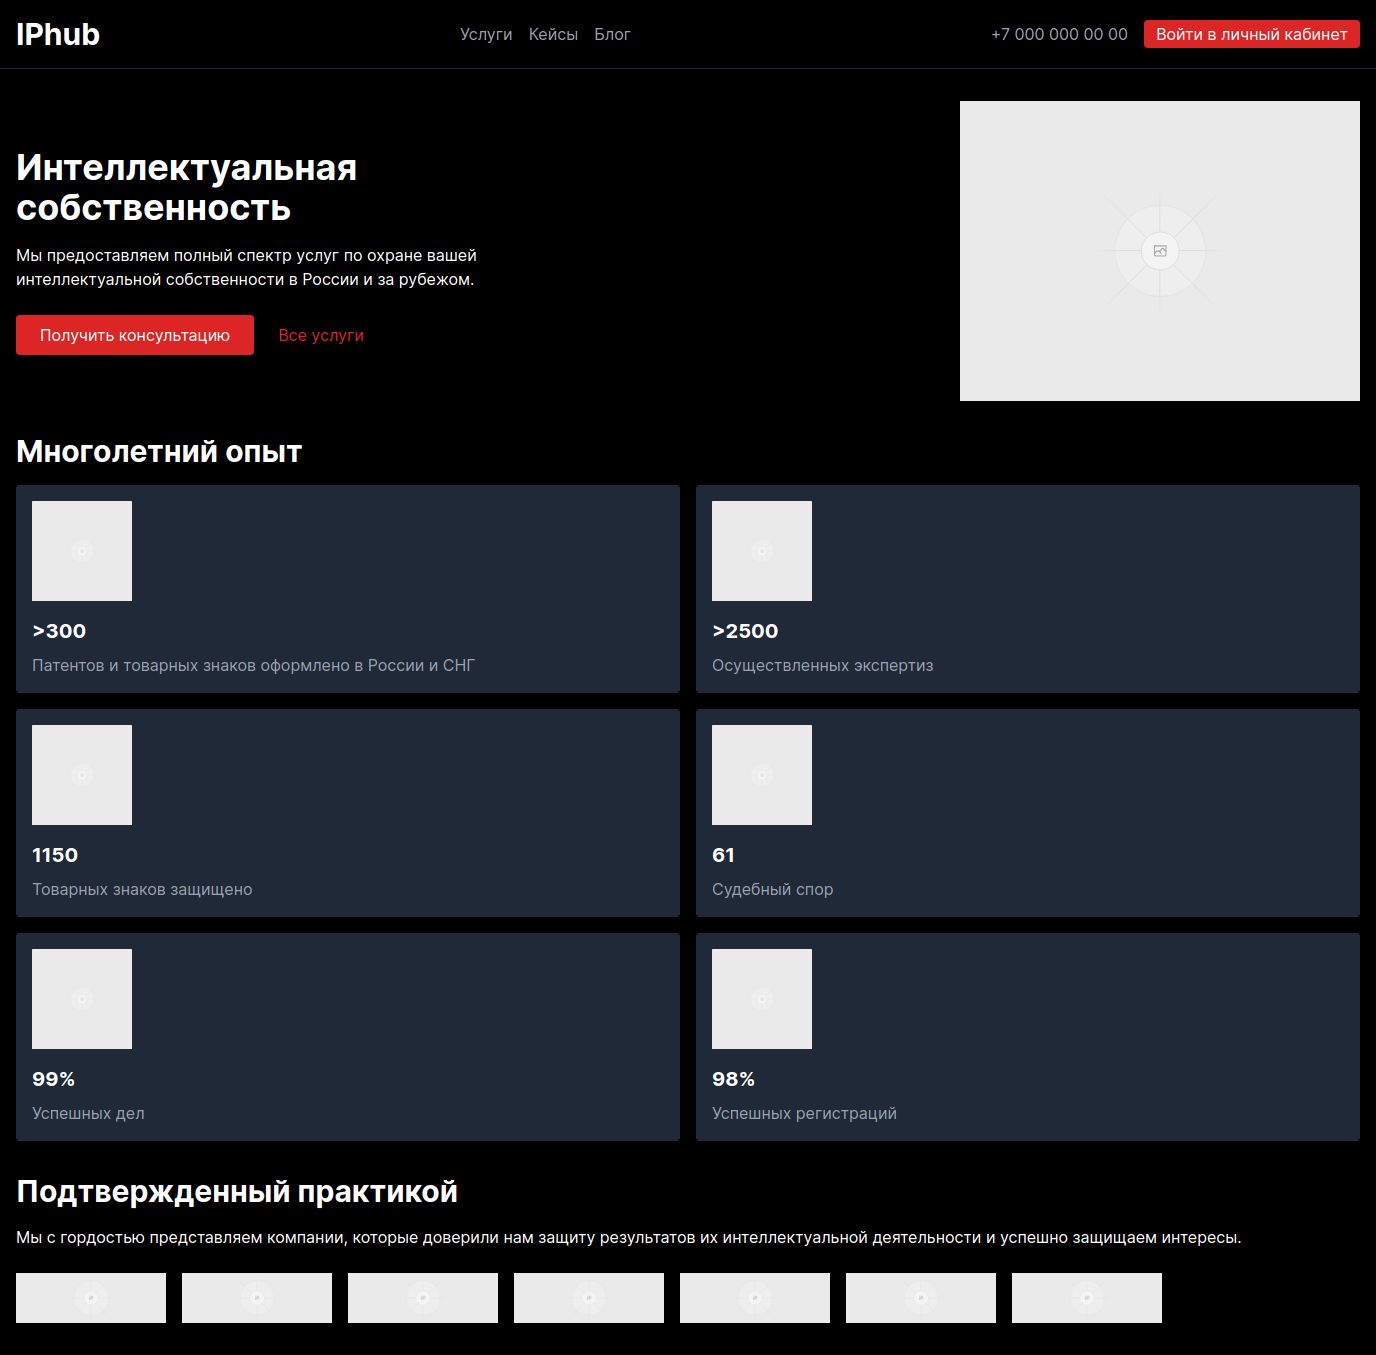 IPhub
Услуги Кейсы Блог
+7 000 000 00 00
Войти в личный кабинет
Интеллектуальная
собственность
Мы предоставляем полный спектр услуг по охране вашей
интеллектуальной собственности в России и за рубежом.
Получить консультацию
Все услуги
Многолетний опыт
>300
Патентов и товарных знаков оформлено в России и СНГ
>2500
Осуществленных экспертиз
1150
Товарных знаков защищено
61
Судебный спор
99%
Успешных дел
98%
Успешных регистраций
Подтвержденный практикой
Мы с гордостью представляем компании, которые доверили нам защиту результатов их интеллектуальной деятельности и успешно защищаем интересы.